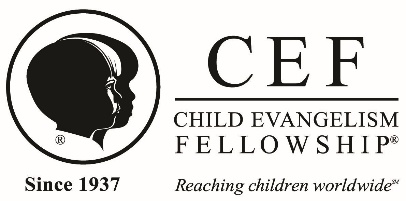 CEF
CHILD EVANGELISM
FELLOWSHIP®
®
Since 1937
Reaching children worldwide℠